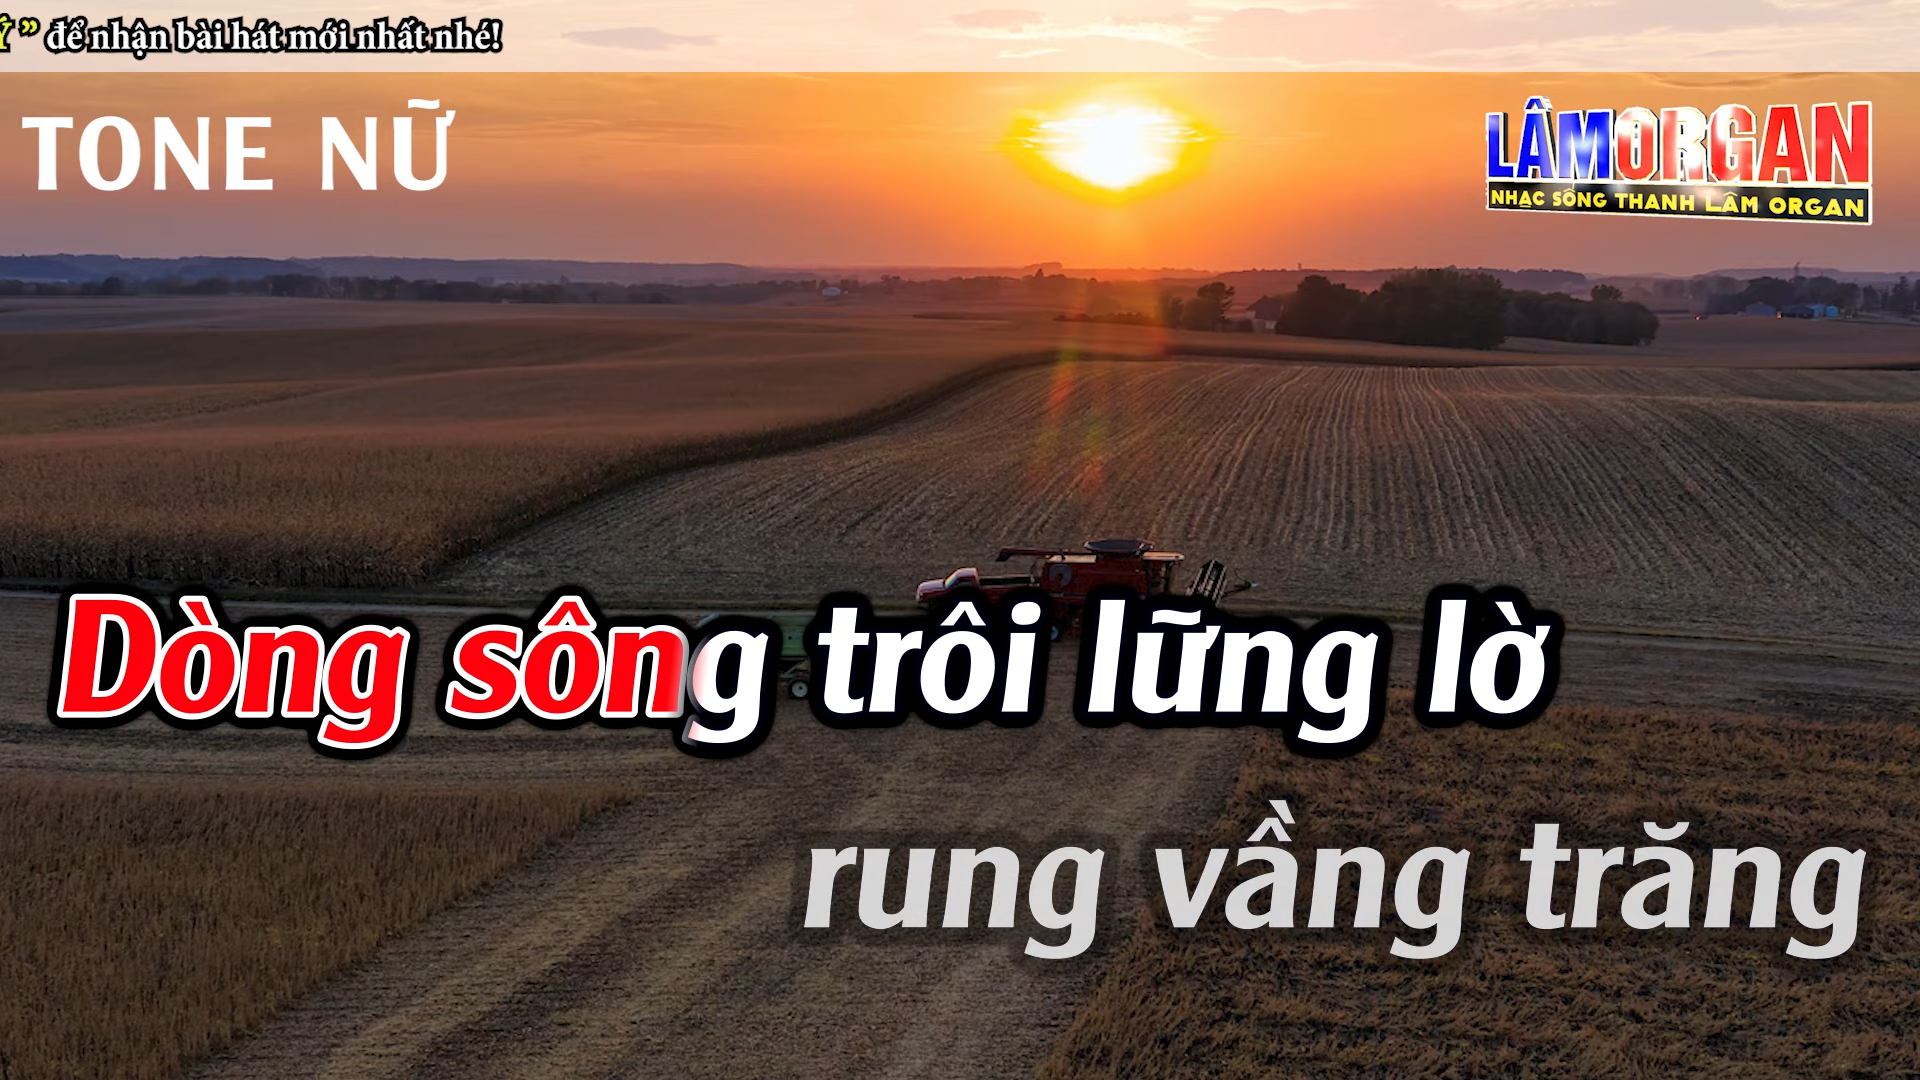 Ý” để nhận bài hát mới nhất nhé!
TONE NỮ
LÂMORGAN
NHẠC SỐNG THANH LÂM ORGAN
Dòng sông trôi lững lờ
rung vầng trăng